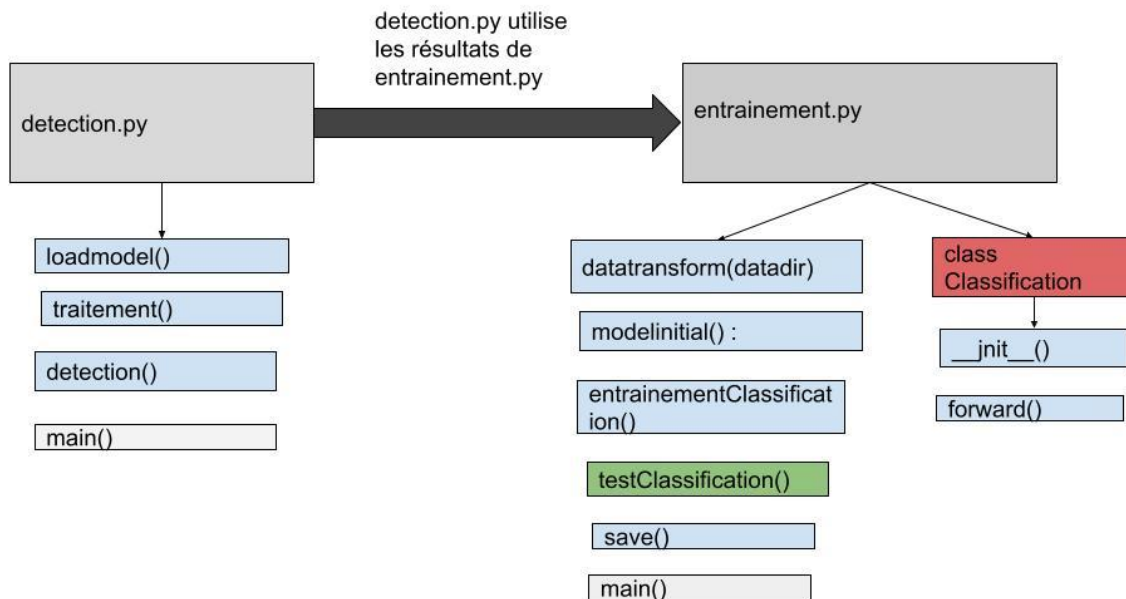 detection.py utilise
les résultats de
entrainement.py
detection.py
entrainement.py
loadmodel()
traitement()
detection()
main()
datatransform(datadir)
modelinitial() :
entrainementClassificat
ion()
testClassification()
save()
main()
class
Classification
__jnit__()
forward()